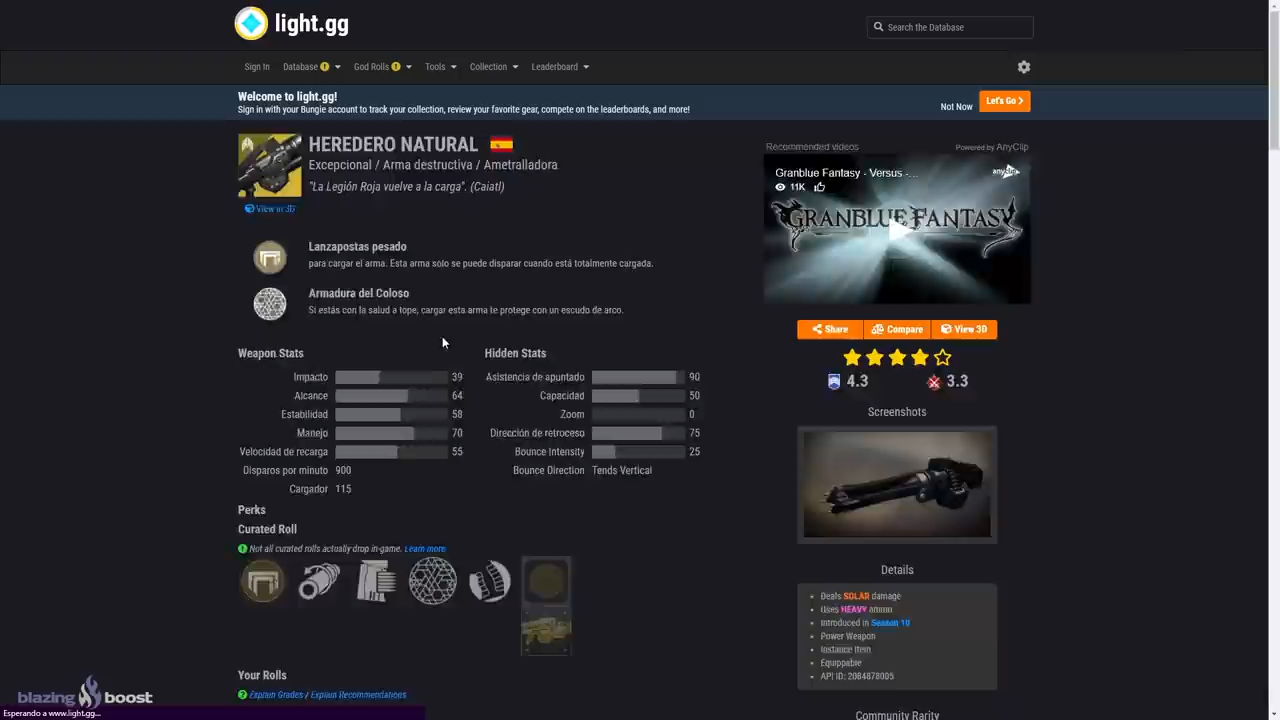 light.gg
Search the Database
Sign In Database God Rolls Tools Collection Leaderboard
Welcome to light.gg!
Sign in with your Bungie account to track your collection, review your favorite gear, compete on the leaderboards, and more!
Not Now Let's Go
HEREDERO NATURAL
Excepcional / Arma destructiva / Ametralladora
"La Legión Roja vuelve a la carga". (Caiatl)
View in 3D
Recommended videos Powered by AnyClip
Granblue Fantasy - Versus -...
anyclip
11K
GRANBLUE FANTASY
Lanzapostas pesado
para cargar el arma. Esta arma solo se puede disparar cuando está totalmente cargada.
Armadura del Coloso
Si estás con la salud a tope, cargar esta arma te protege con un escudo de arco.
Share Compare View 3D
4.3 3.3
Weapon Stats
Impacto 39
Alcance 64
Estabilidad 58
Manejo 70
Velocidad de recarga 55
Disparos por minuto 900
Cargador 115
Hidden Stats
Asistencia de apuntado 90
Capacidad 50
Zoom 0
Dirección de retroceso 75
Bounce Intensity 25
Bounce Direction Tends Vertical
Screenshots
Perks
Curated Roll
Not all curated rolls actually drop in-game. Learn more
Details
Deals SOLAR damage
Uses HEAVY ammo
Introduced in Season 10
Power Weapon
Instance Item
Equippable
API ID: 2084878005
Your Rolls
Explain Grades / Explain Recommendations
Community Rarity
blazing boost
Esperando a www.light.gg...